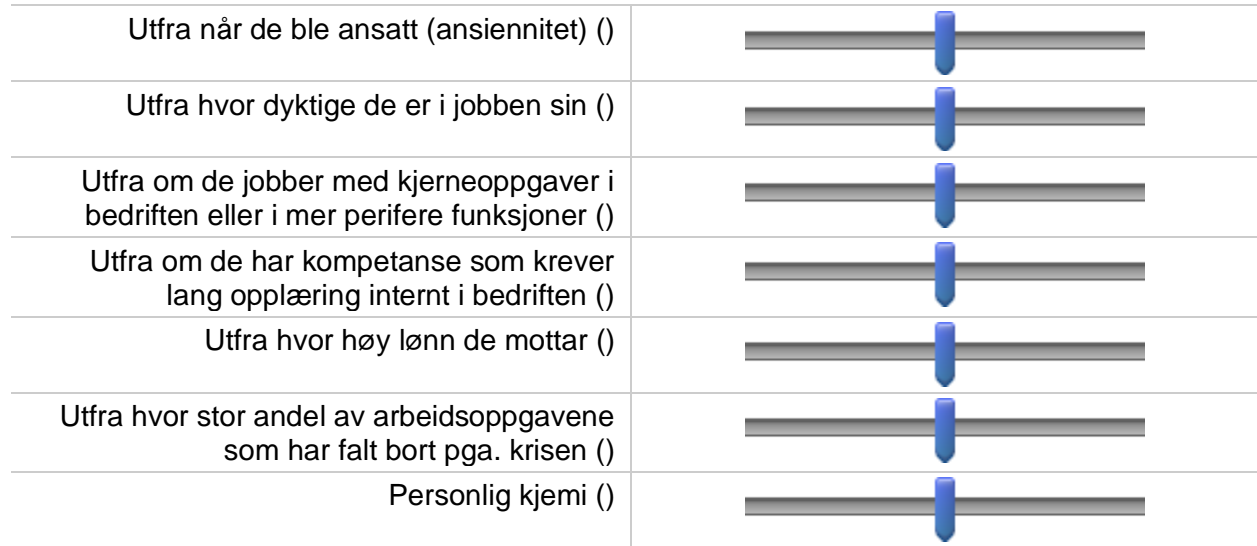 Utfra når de ble ansatt (ansiennitet) ()
Utfra hvor dyktige de er i jobben sin ()
Utfra om de jobber med kjerneoppgaver i
bedriften eller i mer perifere funksjoner ()
Utfra om de har kompetanse som krever
lang opplæring internt i bedriften ()
Utfra hvor høy lønn de mottar ()
Utfra hvor stor andel av arbeidsoppgavene
som har falt bort pga. krisen ()
Personlig kjemi ()